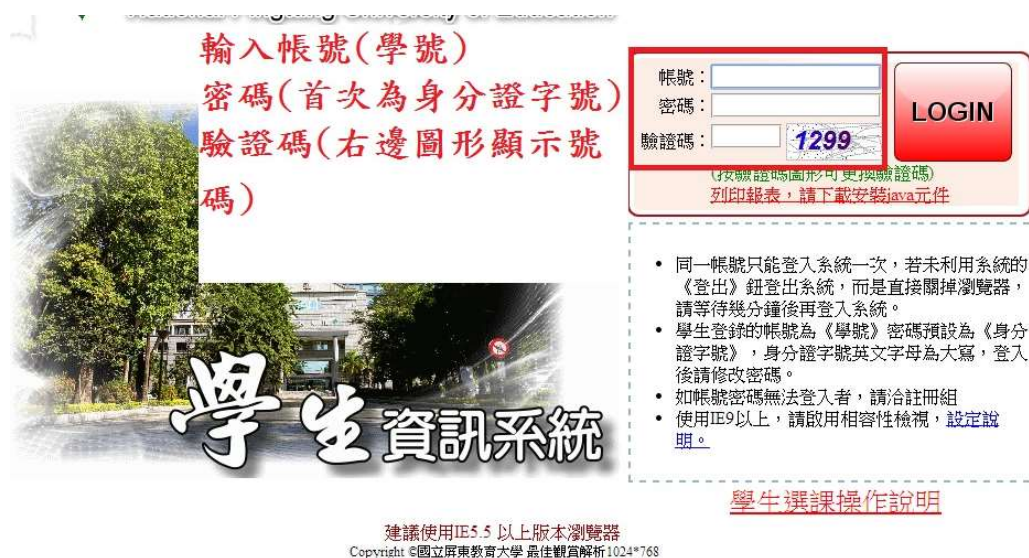 輸入帳號(學號)
密碼(首次為身分證字號)
驗證碼(右邊圖形顯示號
碼)
帳號：
密碼：
驗證碼：
1299
LOGIN
(按驗證碼圖形可更換驗證碼)
列印報表，請下載安裝java元件
• 同一帳號只能登入系統一次，若未利用系統的
《登出》鈕登出系統，而是直接關掉瀏覽器，
請等待幾分鐘後再登入系統。
• 學生登錄的帳號為《學號》密碼預設為《身分
證字號》，身分證字號英文字母為大寫，登入
後請修改密碼。
• 如帳號密碼無法登入者，請洽註冊組
• 使用IE9以上，請啟用相容性檢視，設定說
明。
學生資訊系統
學生選課操作說明
建議使用IE5.5 以上版本瀏覽器
Copyright ©國立屏東教育大學 最佳觀賞解析1024*768